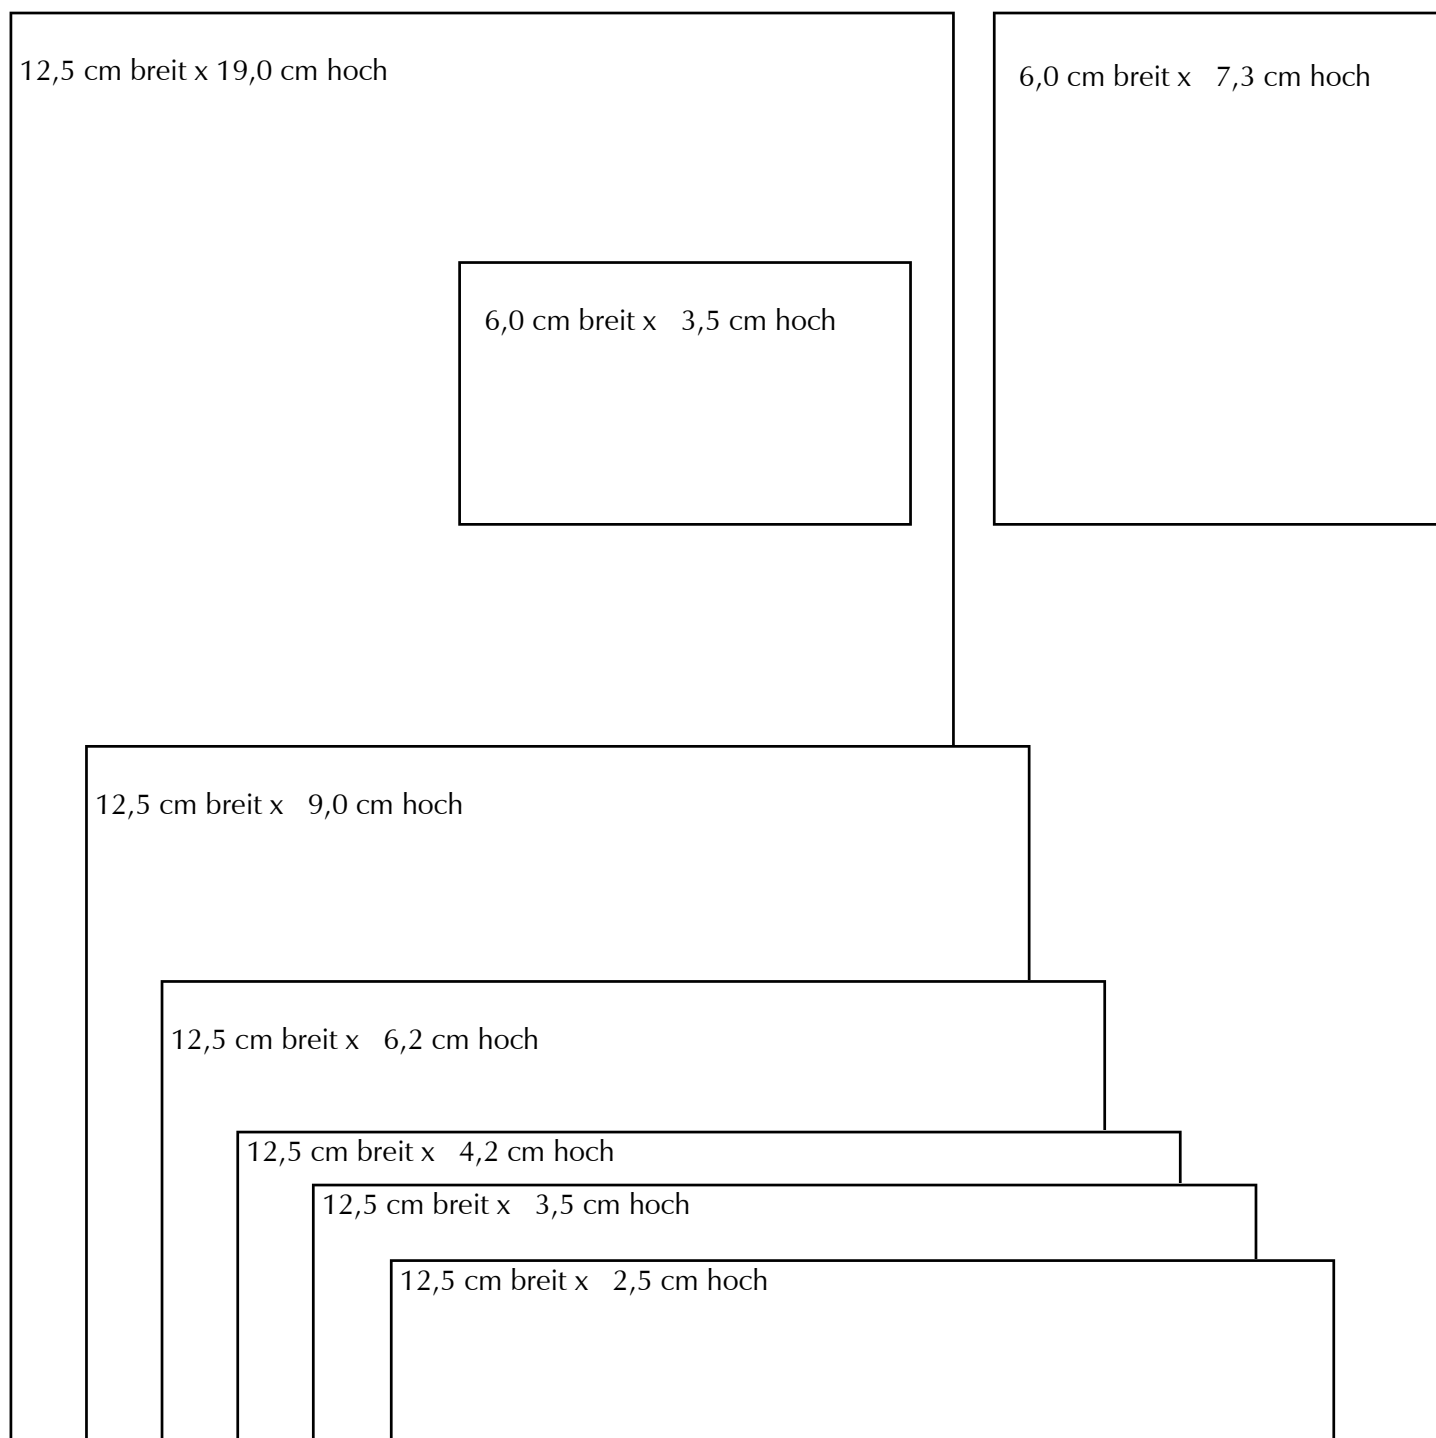 12,5 cm breit x 19,0 cm hoch
6,0 cm breit x   7,3 cm hoch
6,0 cm breit x   3,5 cm hoch
12,5 cm breit x   9,0 cm hoch
12,5 cm breit x   6,2 cm hoch
12,5 cm breit x   4,2 cm hoch
12,5 cm breit x   3,5 cm hoch
12,5 cm breit x   2,5 cm hoch